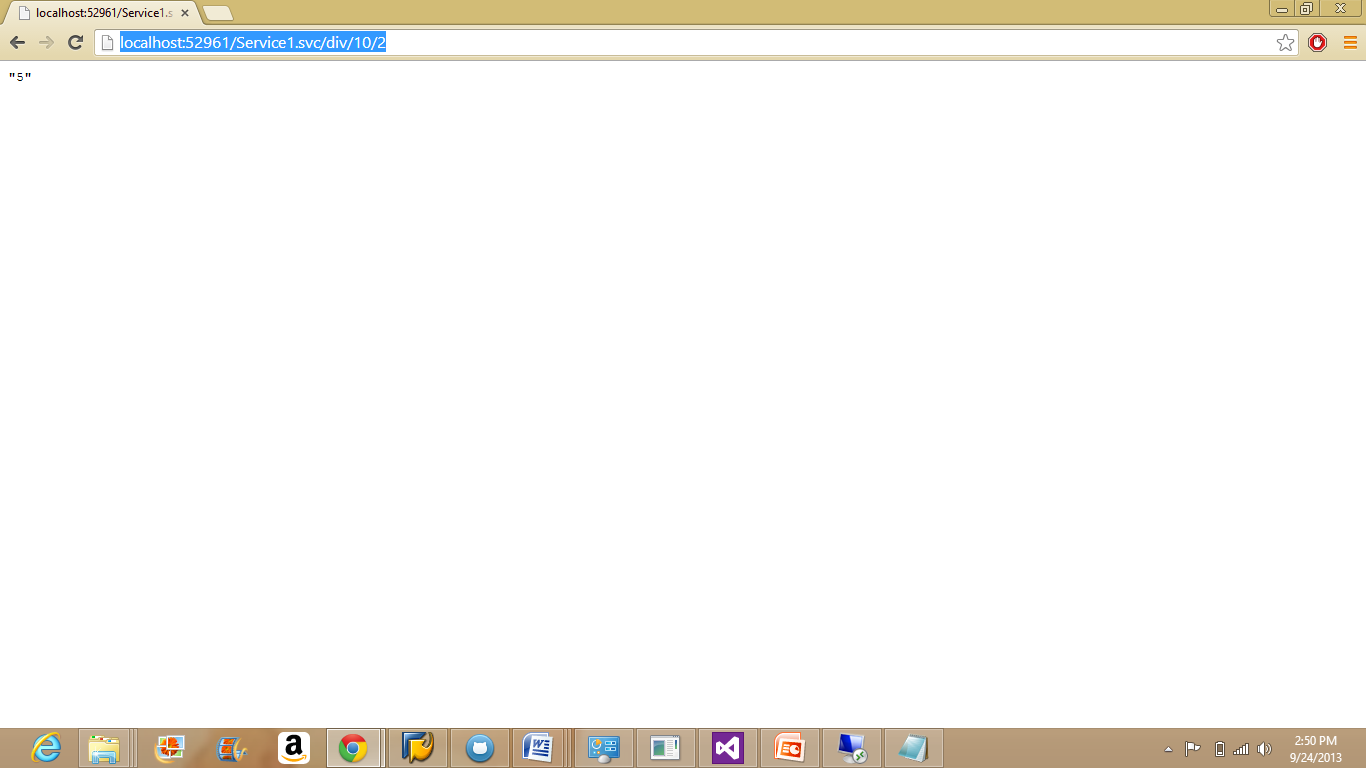 localhost:52961/Service1.s
localhost:52961/Service1.svc/div/10/2
"5"
2:50 PM
9/24/2013